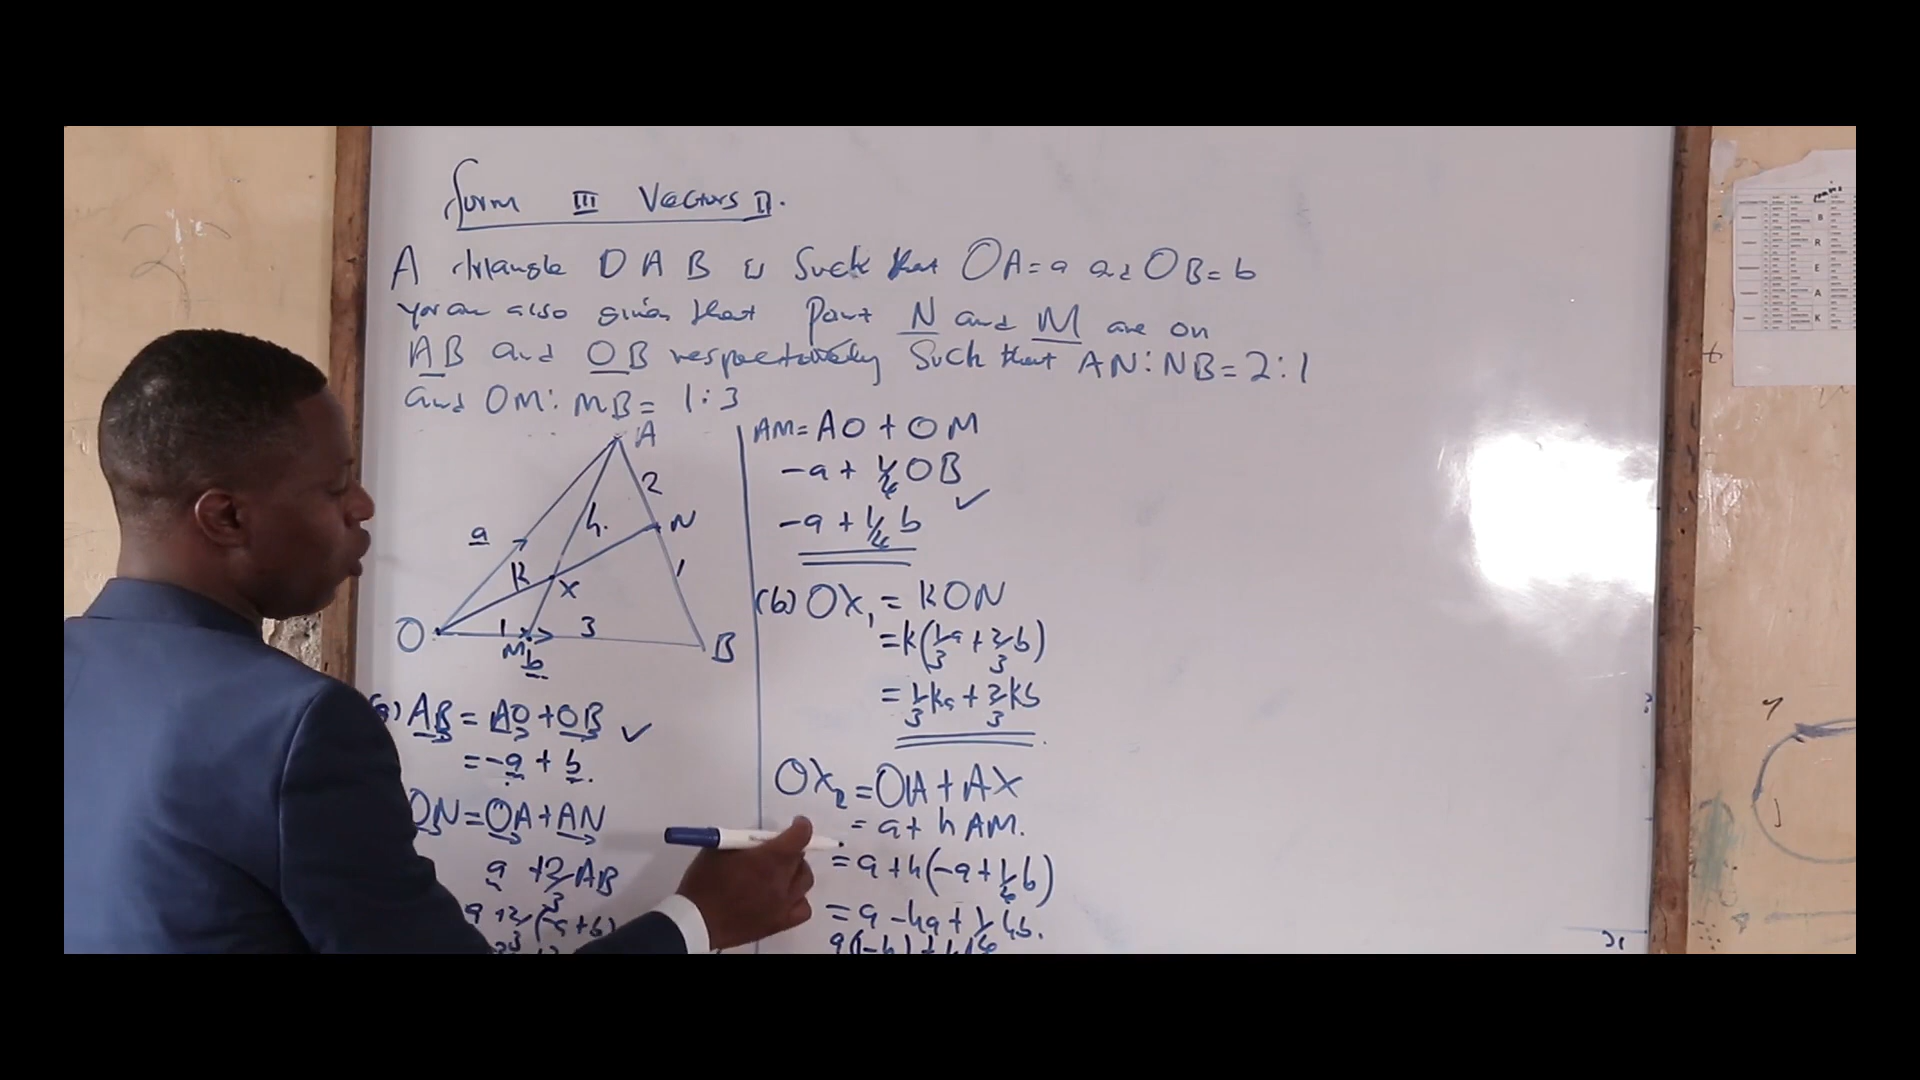 Form III Vectors II.
A triangle OAB is such that OA = a and OB = b
you are also given that Point N and M are on
AB and OB respectively such that AN:NB = 2:1
and OM:MB = 1:3
A
2
h.
N
a
K
X
1
O
1
3
M
B
b
AB = AO + OB ✓
= -a + b.
ON = OA + AN
a + 2/3 AB
a + 2/3 (-a + b)
AM = AO + OM
-a + 1/4 OB
-a + 1/4 b ✓
(b) OX₁ = KON
= k(1/3 a + 2/3 b)
= 1/3 ka + 2/3 kb
OX₂ = OA + AX
= a + h AM.
= a + h(-a + 1/4 b)
= a - ha + 1/4 hb.
B
R
E
A
K